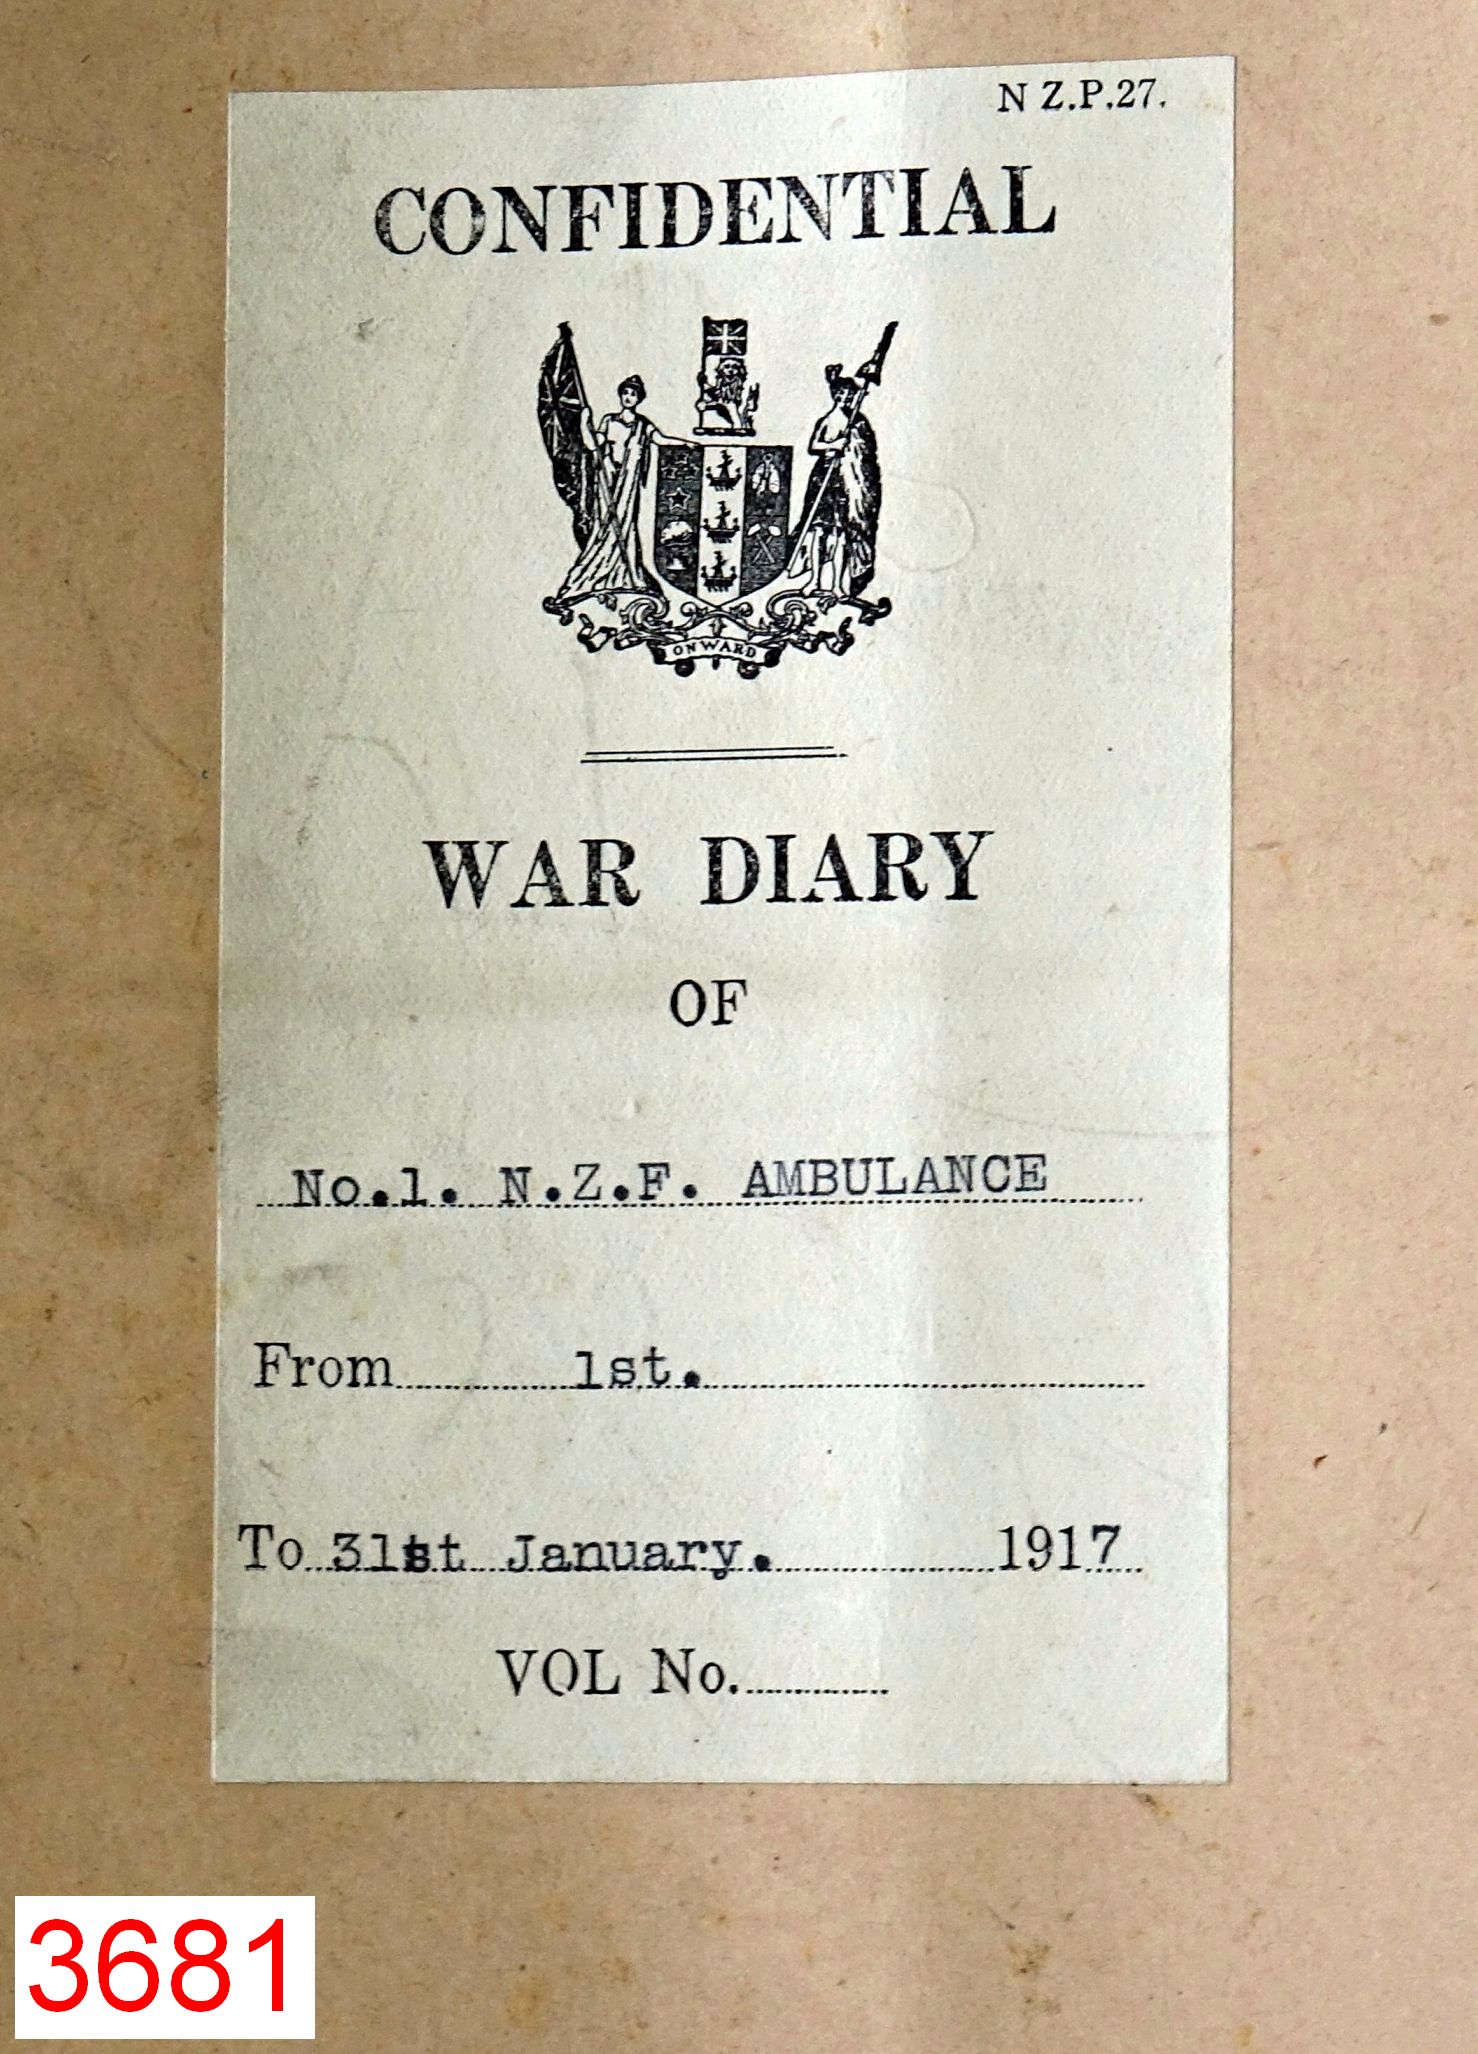 N Z.P.27.
CONFIDENTIAL
ONWARD
WAR DIARY
OF
No.1. N.Z.F. AMBULANCE
From 1st.
To 31st January. 1917
VOL No.
3681